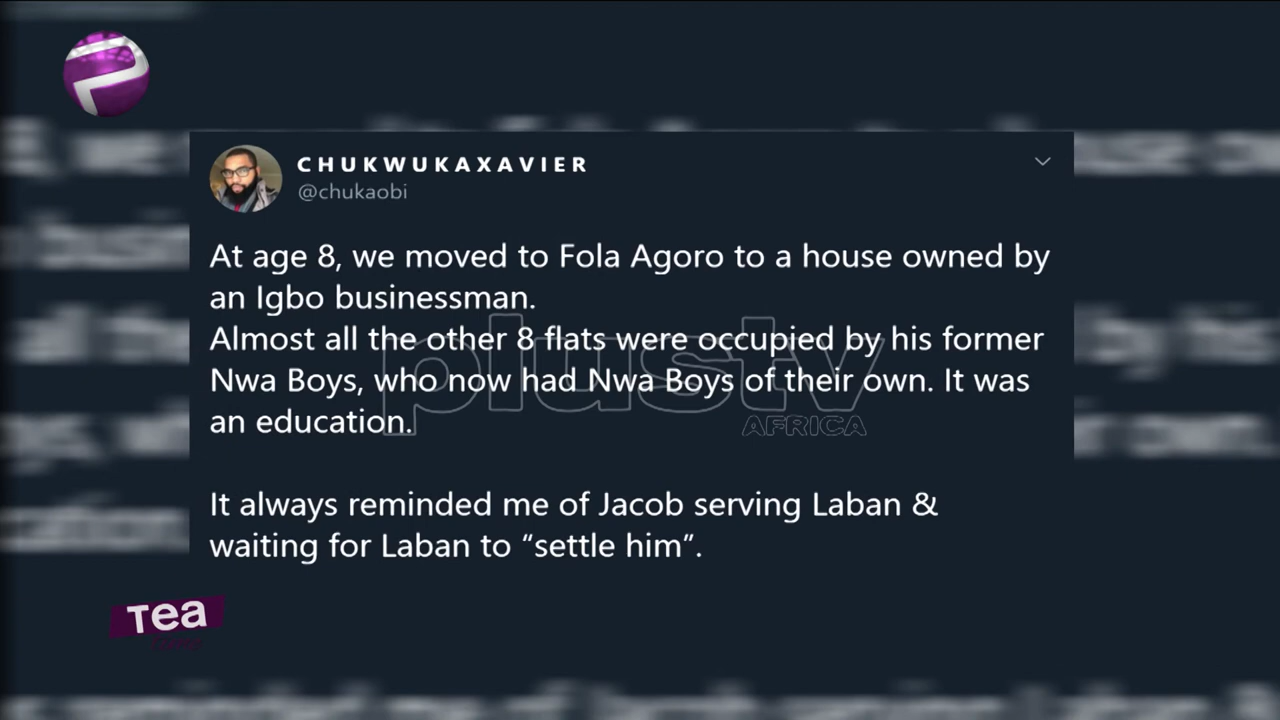 CHUKWUKAXAVIER
@chukaobi
At age 8, we moved to Fola Agoro to a house owned by
an Igbo businessman.
Almost all the other 8 flats were occupied by his former
Nwa Boys, who now had Nwa Boys of their own. It was
an education.
It always reminded me of Jacob serving Laban &
waiting for Laban to “settle him”.
plustv
AFRICA
Tea